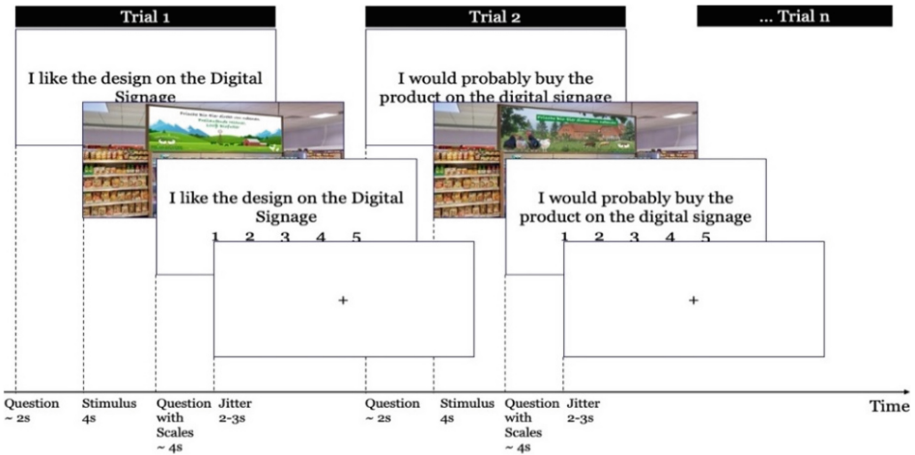 Trial 1
Trial 2
... Trial n
I like the design on the Digital
Signage
I would probably buy the
product on the digital signage
I like the design on the Digital
Signage
1 2 3 4 5
I would probably buy the
product on the digital signage
1 2 3 4 5
+
+
Question
~ 2s
Stimulus
4s
Question
with
Scales
~ 4s
Jitter
2-3s
Question
~ 2s
Stimulus
4s
Question
with
Scales
~ 4s
Jitter
2-3s
Time